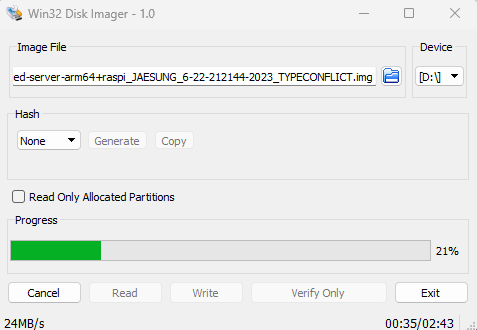 Win32 Disk Imager - 1.0
Image File
Device
ed-server-arm64+raspi_JAESUNG_6-22-212144-2023_TYPECONFLICT.img
[D:\]
Hash
None
Generate
Copy
Read Only Allocated Partitions
Progress
21%
Cancel
Read
Write
Verify Only
Exit
24MB/s
00:35/02:43